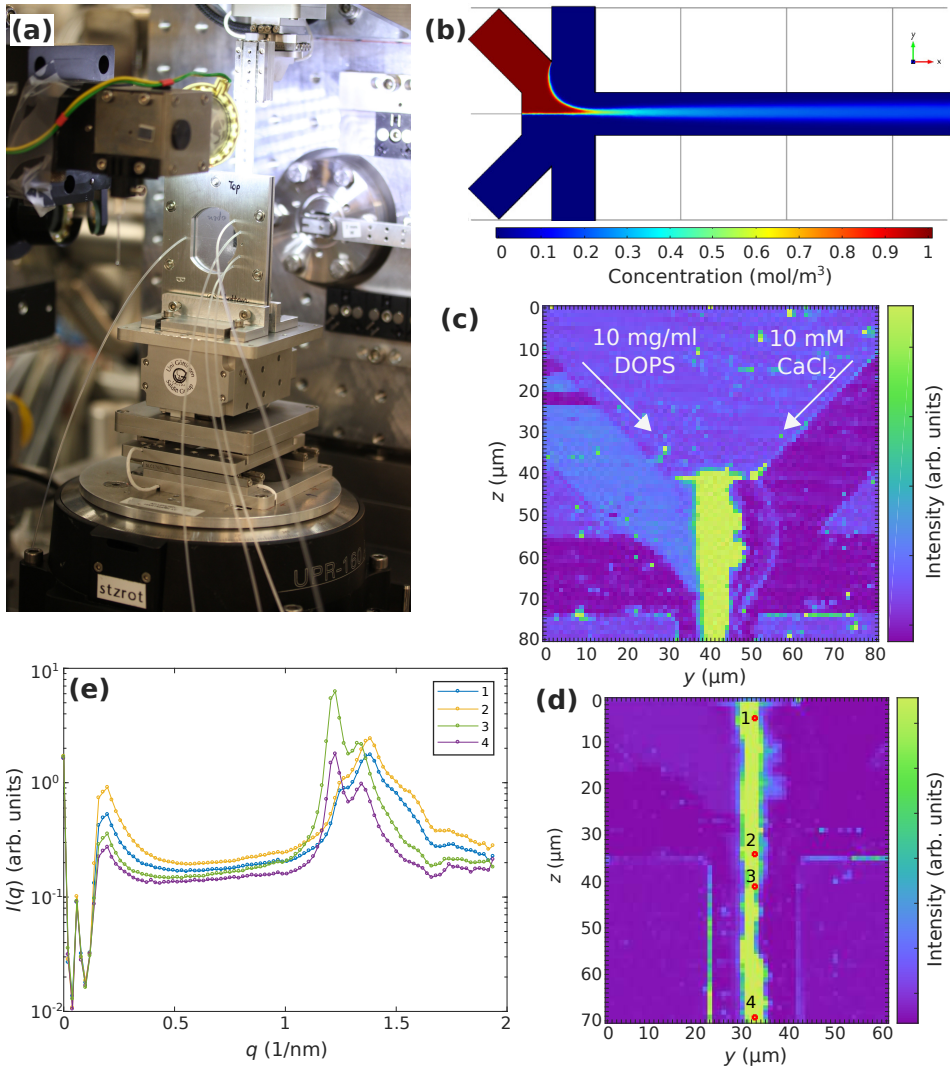 (a)
Top
Uni Göttingen
Salditt Group
UPR-160
stzrot
(b)
y
x
0 0.1 0.2 0.3 0.4 0.5 0.6 0.7 0.8 0.9 1
Concentration (mol/m³)
(c)
10 mg/ml
DOPS
10 mM
CaCl₂
0
10
20
30
40
50
60
70
80
z (μm)
0 10 20 30 40 50 60 70 80
y (μm)
Intensity (arb. units)
(d)
1
2
3
4
0
10
20
30
40
50
60
70
z (μm)
0 10 20 30 40 50 60
y (μm)
Intensity (arb. units)
(e)
1
2
3
4
10¹
10⁰
10⁻¹
10⁻²
I(q) (arb. units)
0 0.5 1 1.5 2
q (1/nm)